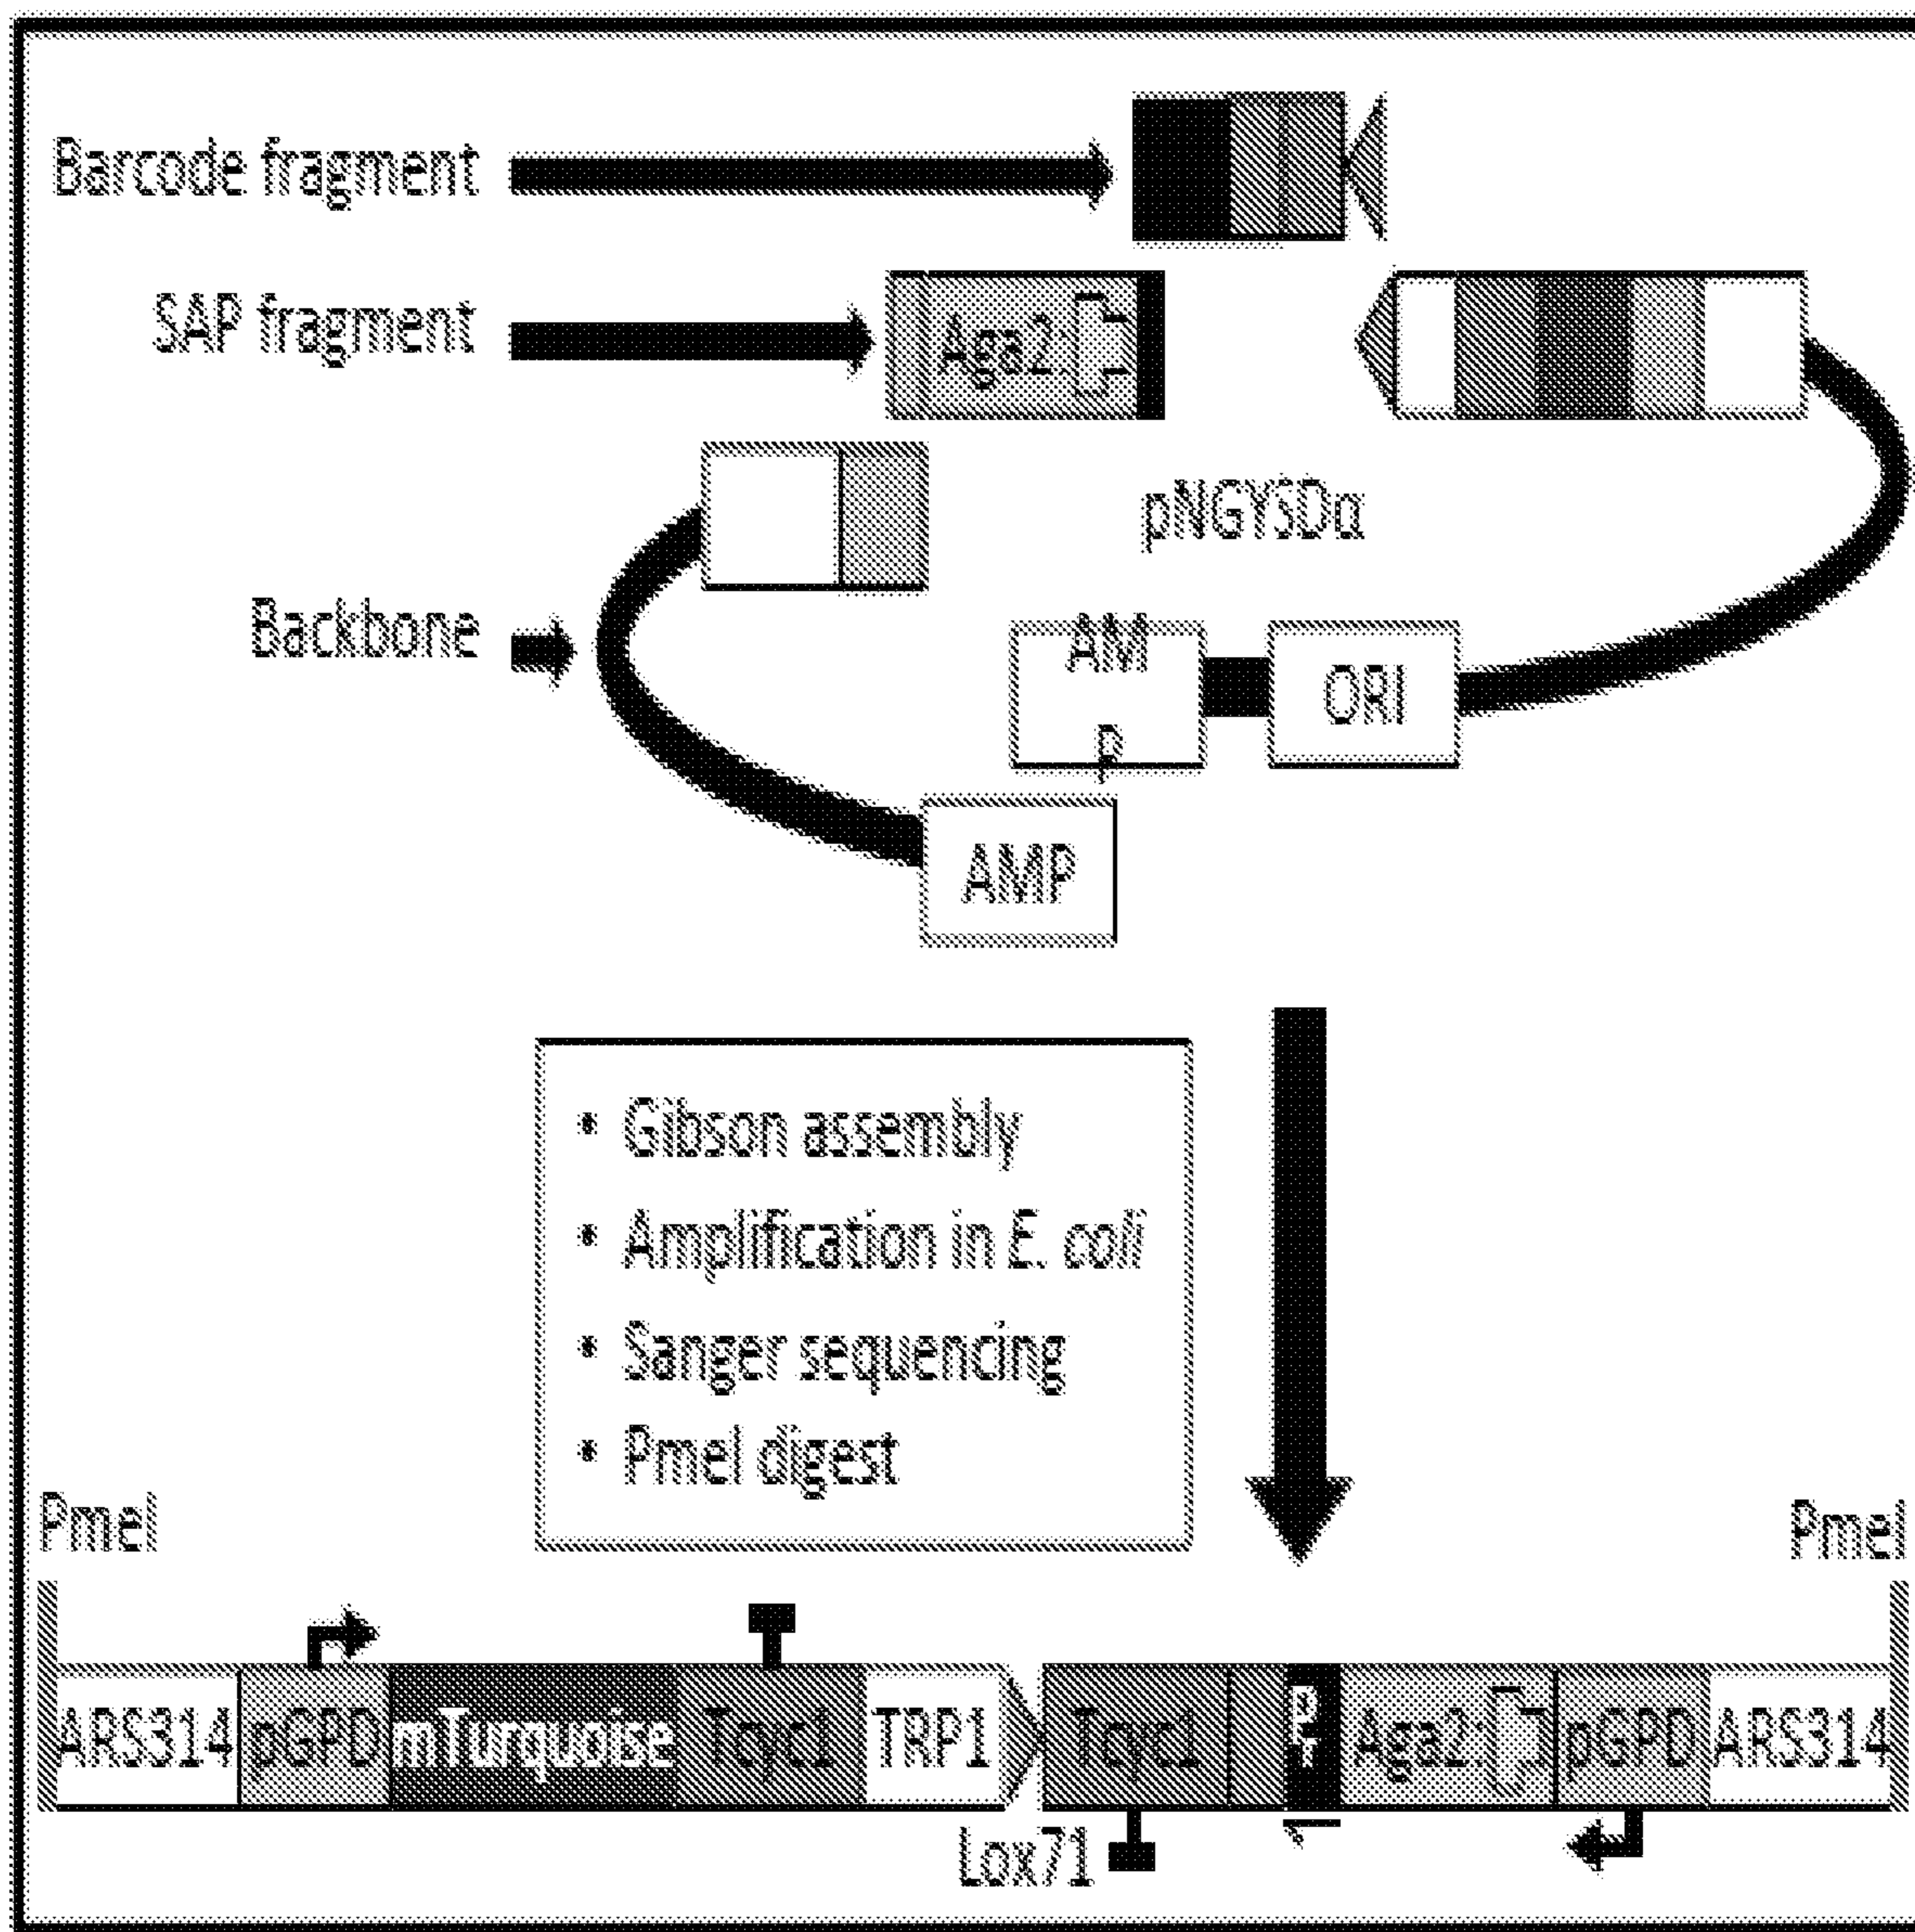 Barcode fragment
SAP fragment
Aga2:
pNGYSDα
Backbone
AM
P
ORI
AMP
• Gibson assembly
• Amplification in E. coli
• Sanger sequencing
• PmeI digest
PmeI
PmeI
ARS314 pGPD mTurquoise Tcyc1 TRP1 Tcyc1 Aga2: pGPD ARS314
Lox71